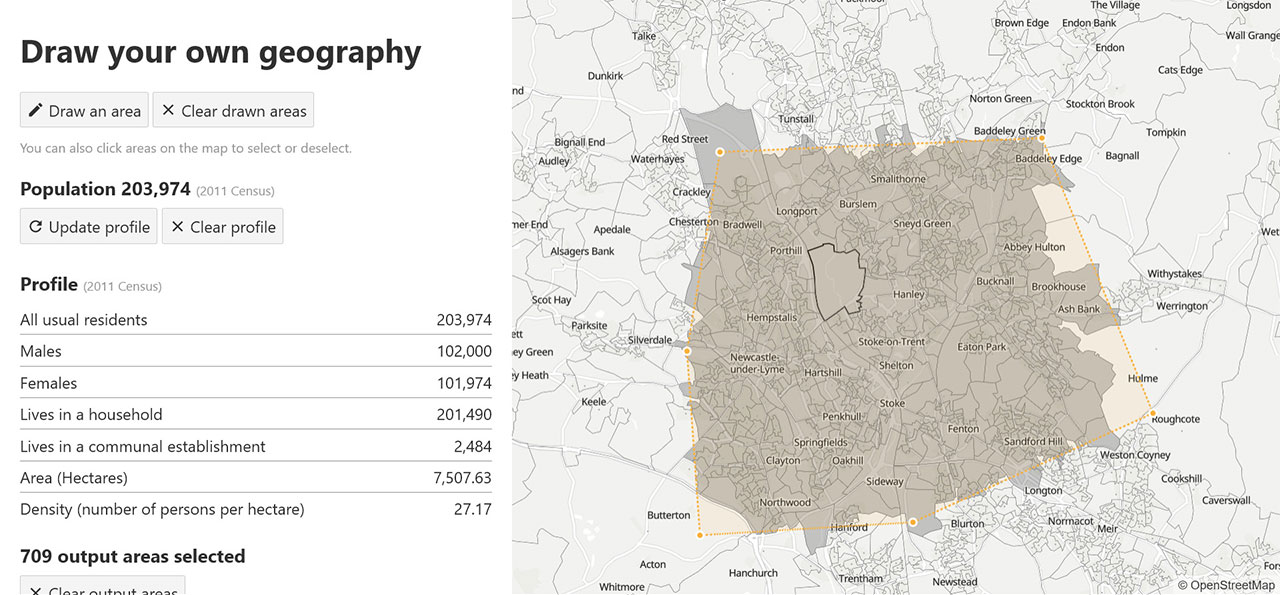 Draw your own geography
Draw an area
Clear drawn areas
You can also click areas on the map to select or deselect.
Population 203,974 (2011 Census)
Update profile
Clear profile
Profile (2011 Census)
All usual residents 203,974
Males 102,000
Females 101,974
Lives in a household 201,490
Lives in a communal establishment 2,484
Area (Hectares) 7,507.63
Density (number of persons per hectare) 27.17
709 output areas selected
Clear output areas
The Village
Longsdon
Brown Edge
Endon Bank
Talke
Wall Grange
Endon
Cats Edge
Dunkirk
Norton Green
Stockton Brook
Tunstall
Baddeley Green
Tompkin
Red Street
Bignall End
Waterhayes
Audley
Baddeley Edge
Bagnall
Smallthorne
Crackley
Burslem
Longport
Chesterton
Bradwell
Sneyd Green
Apedale
Alsagers Bank
Porthill
Abbey Hulton
Withystakes
Bucknall
Brookhouse
Hanley
Scot Hay
Werrington
Ash Bank
Hempstalls
Parksite
Silverdale
Stoke-on-Trent
Eaton Park
Newcastle-
under-Lyme
Shelton
Hartshill
Hulme
Keele
Stoke
Penkhull
Roughcote
Fenton
Springfields
Sandford Hill
Weston Coyney
Clayton
Oakhill
Sideway
Cookshill
Longton
Northwood
Caverswall
Butterton
Hanford
Blurton
Normacot
Meir
Acton
Hanchurch
Trentham
Newstead
Whitmore
© OpenStreetMap